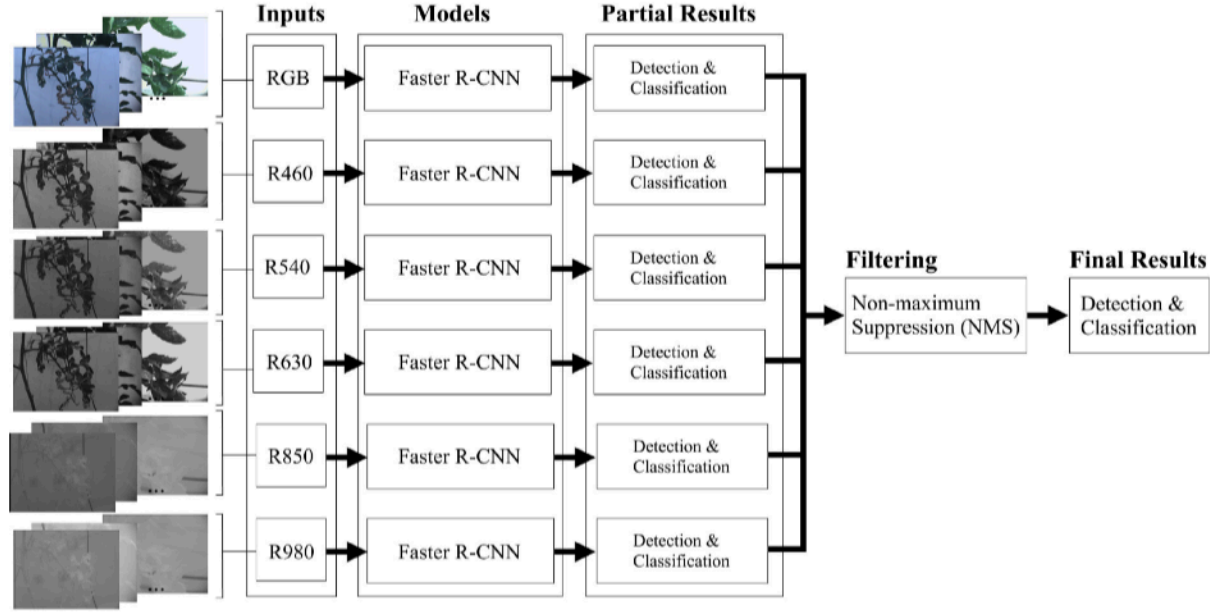 Inputs
Models
Partial Results
RGB
Faster R-CNN
Detection &
Classification
R460
Faster R-CNN
Detection &
Classification
R540
Faster R-CNN
Detection &
Classification
R630
Faster R-CNN
Detection &
Classification
R850
Faster R-CNN
Detection &
Classification
R980
Faster R-CNN
Detection &
Classification
Filtering
Non-maximum
Suppression (NMS)
Final Results
Detection &
Classification